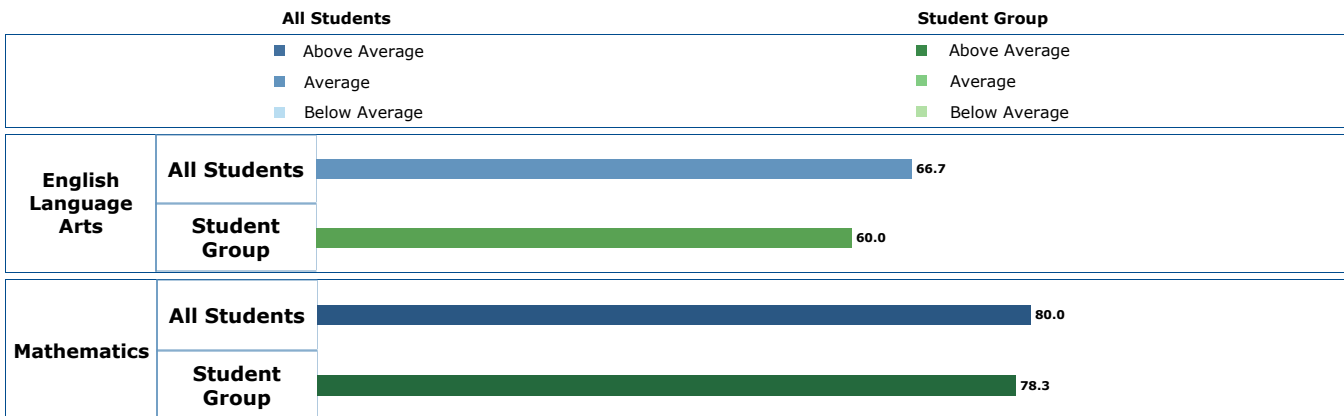 All Students
Student Group
Above Average
Above Average
Average
Average
Below Average
Below Average
English
Language
Arts
All Students
66.7
Student
Group
60.0
Mathematics
All Students
80.0
Student
Group
78.3